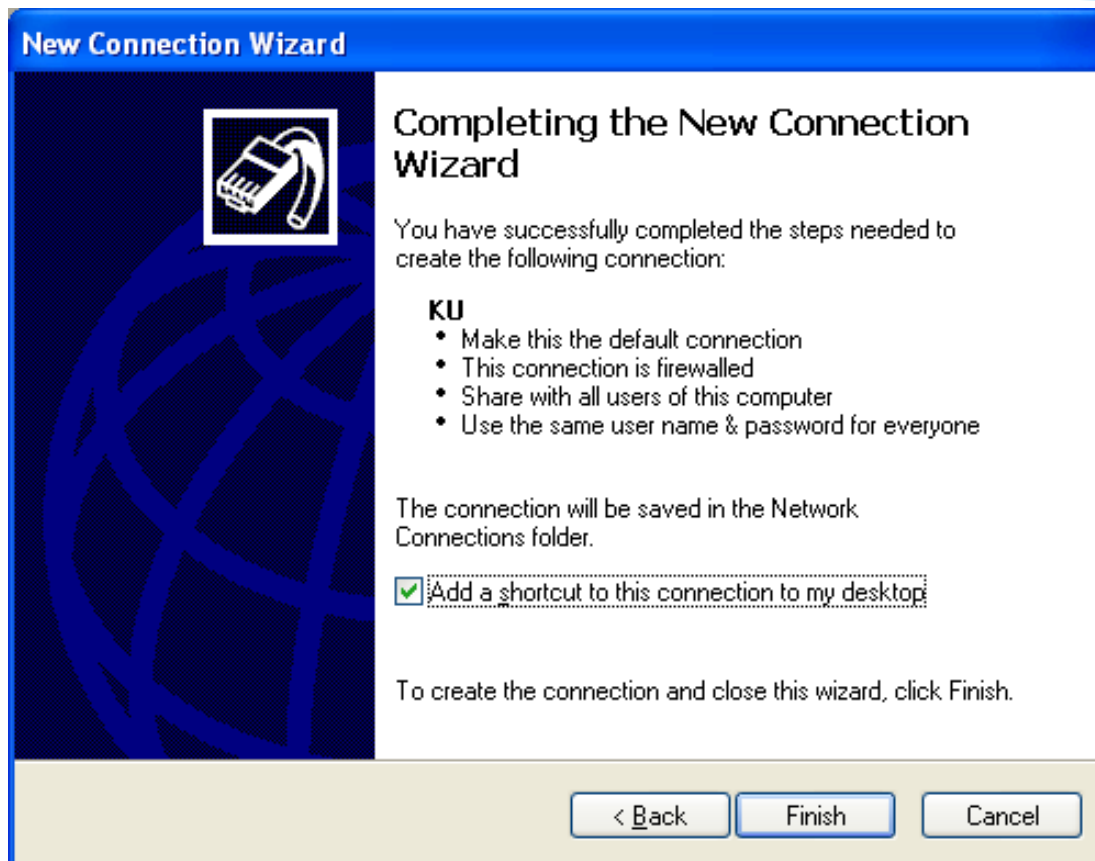 New Connection Wizard
Completing the New Connection
Wizard
You have successfully completed the steps needed to
create the following connection:
KU
• Make this the default connection
• This connection is firewalled
• Share with all users of this computer
• Use the same user name & password for everyone
The connection will be saved in the Network
Connections folder.
Add a shortcut to this connection to my desktop
To create the connection and close this wizard, click Finish.
< Back Finish Cancel